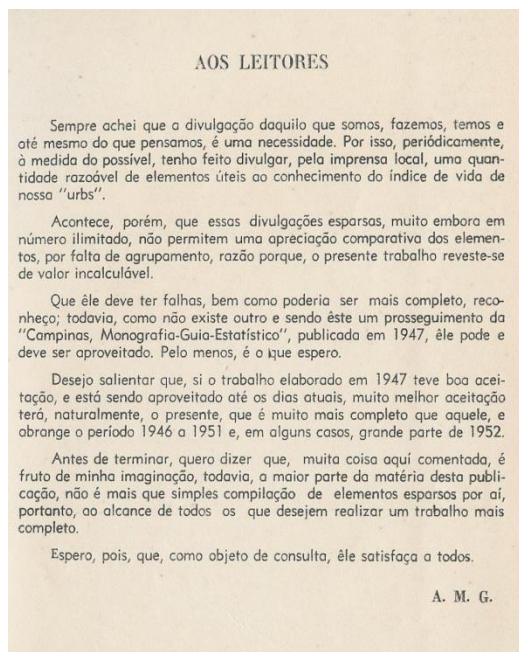 AOS LEITORES
Sempre achei que a divulgação daquilo que somos, fazemos, temos e
até mesmo do que pensamos, é uma necessidade. Por isso, periódicamente,
à medida do possível, tenho feito divulgar, pela imprensa local, uma quan-
tidade razoável de elementos úteis ao conhecimento do índice de vida de
nossa "urbs".
Acontece, porém, que essas divulgações esparsas, muito embora em
número ilimitado, não permitem uma apreciação comparativa dos elemen-
tos, por falta de agrupamento, razão porque, o presente trabalho reveste-se
de valor incalculável.
Que êle deve ter falhas, bem como poderia ser mais completo, reco-
nheço; todavia, como não existe outro e sendo êste um prosseguimento da
"Campinas, Monografia-Guia-Estatístico", publicada em 1947, êle pode e
deve ser aproveitado. Pelo menos, é o que espero.
Desejo salientar que, si o trabalho elaborado em 1947 teve boa acei-
tação, e está sendo aproveitado até os dias atuais, muito melhor aceitação
terá, naturalmente, o presente, que é muito mais completo que aquele, e
abrange o período 1946 a 1951 e, em alguns casos, grande parte de 1952.
Antes de terminar, quero dizer que, muita coisa aquí comentada, é
fruto de minha imaginação, todavia, a maior parte da matéria desta publi-
cação, não é mais que simples compilação de elementos esparsos por aí,
portanto, ao alcance de todos os que desejem realizar um trabalho mais
completo.
Espero, pois, que, como objeto de consulta, êle satisfaça a todos.
A. M. G.